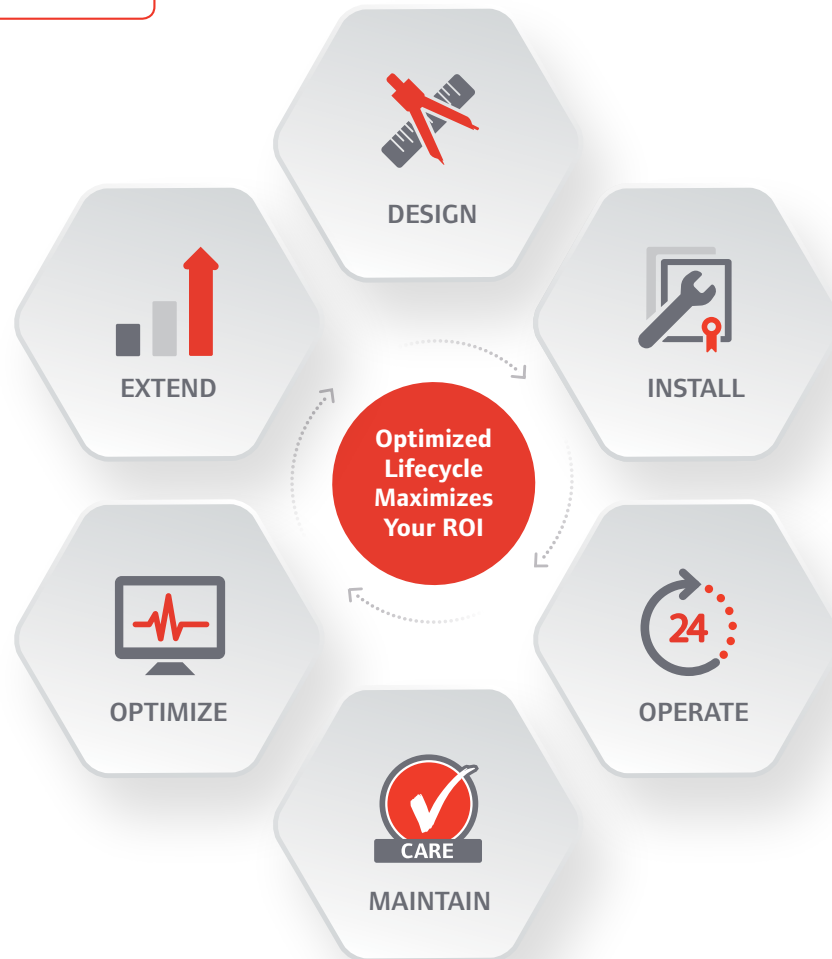 DESIGN
INSTALL
OPERATE
24
MAINTAIN
CARE
OPTIMIZE
EXTEND
Optimized
Lifecycle
Maximizes
Your ROI